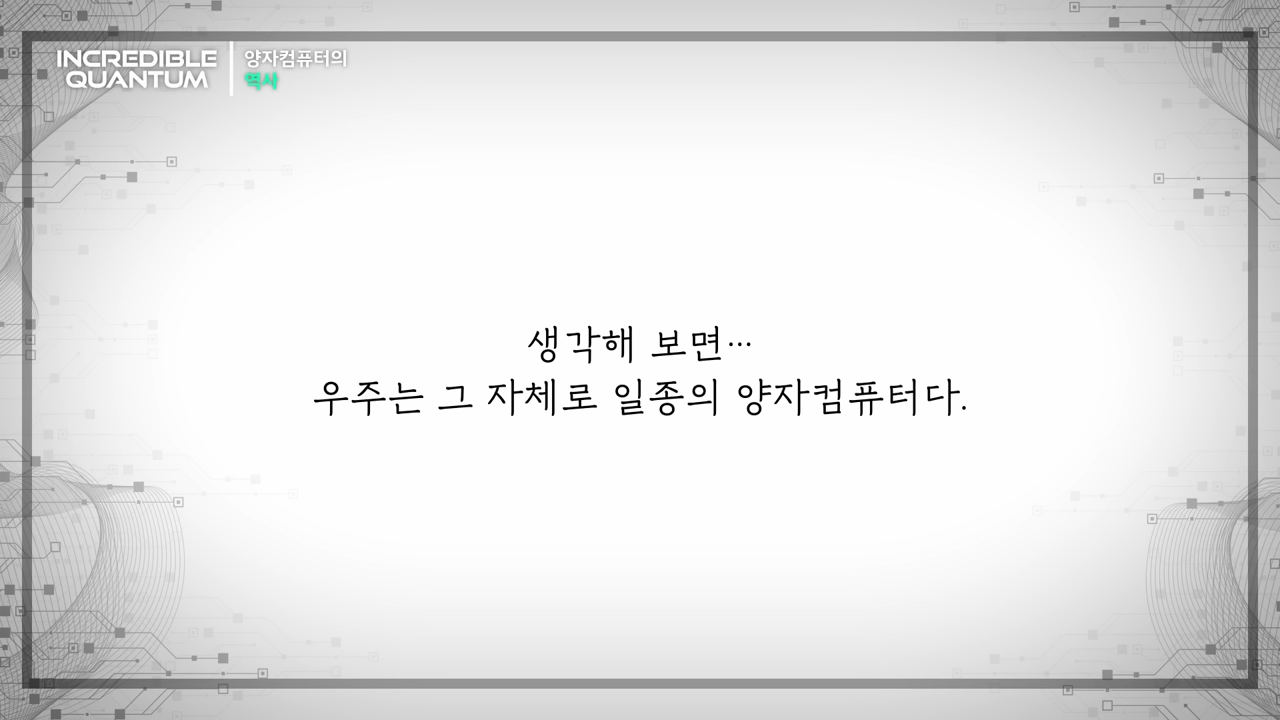 INCREDIBLE
QUANTUM
양자컴퓨터의
역사
생각해 보면…
우주는 그 자체로 일종의 양자컴퓨터다.